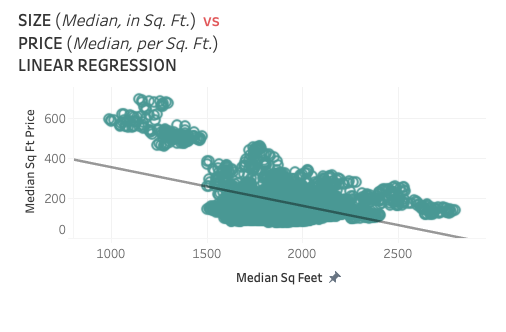 SIZE (Median, in Sq. Ft.) vs
PRICE (Median, per Sq. Ft.)
LINEAR REGRESSION
Median Sq Ft Price
600
400
200
0
1000 1500 2000 2500
Median Sq Feet